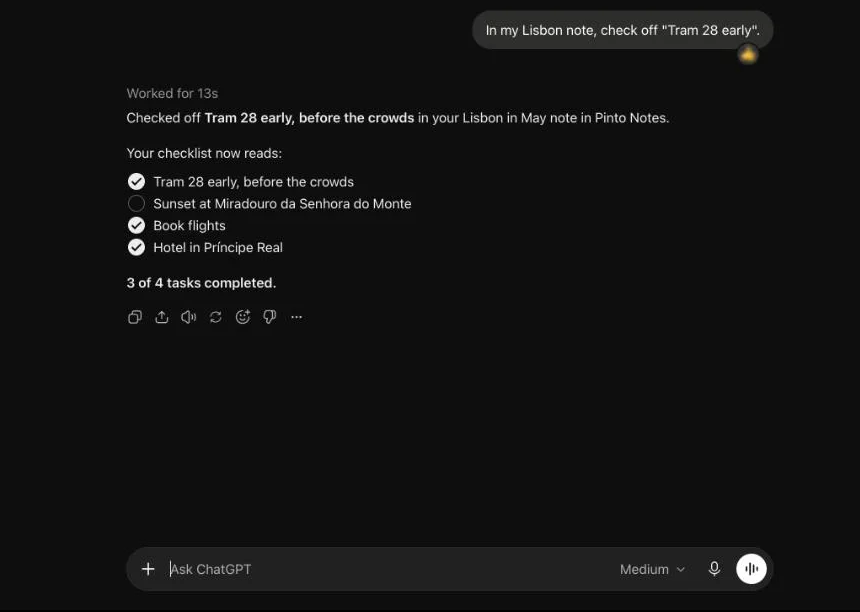 In my Lisbon note, check off "Tram 28 early".
Worked for 13s
Checked off Tram 28 early, before the crowds in your Lisbon in May note in Pinto Notes.
Your checklist now reads:
Tram 28 early, before the crowds
Sunset at Miradouro da Senhora do Monte
Book flights
Hotel in Príncipe Real
3 of 4 tasks completed.
Ask ChatGPT
Medium